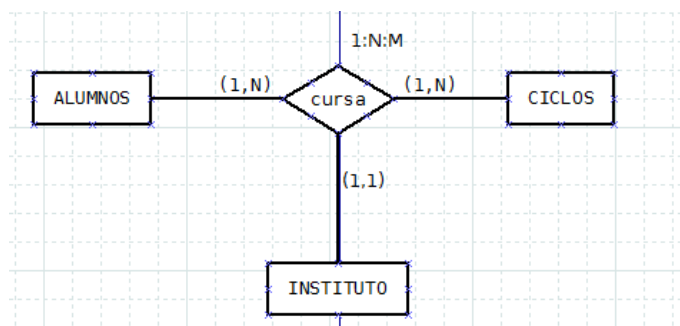 1:N:M
ALUMNOS
(1,N)
cursa
(1,N)
CICLOS
(1,1)
INSTITUTO